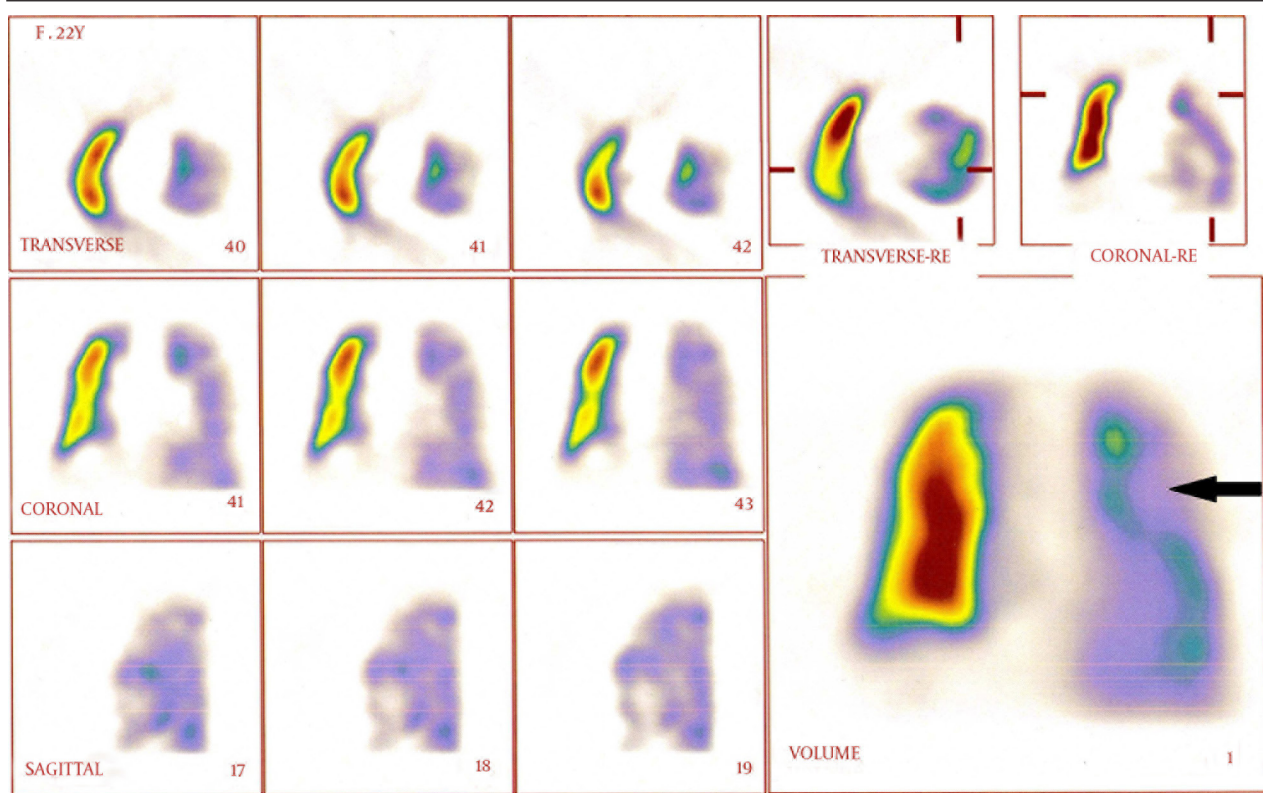 F. 22Y
TRANSVERSE
40
41
42
TRANSVERSE-RE
CORONAL-RE
CORONAL
41
42
43
SAGITTAL
17
18
19
VOLUME
1